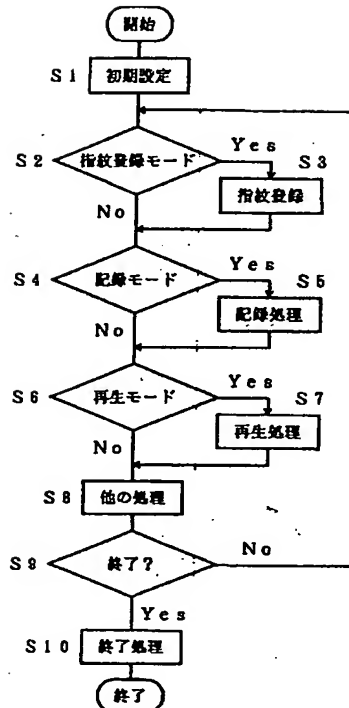 開始
S1 初期設定
Yes
S2 指紋登録モード S3
指紋登録
No
Yes
S4 記録モード S5
記録処理
No
Yes
S6 再生モード S7
再生処理
No
S8 他の処理
No
S9 終了?
Yes
S10 終了処理
終了